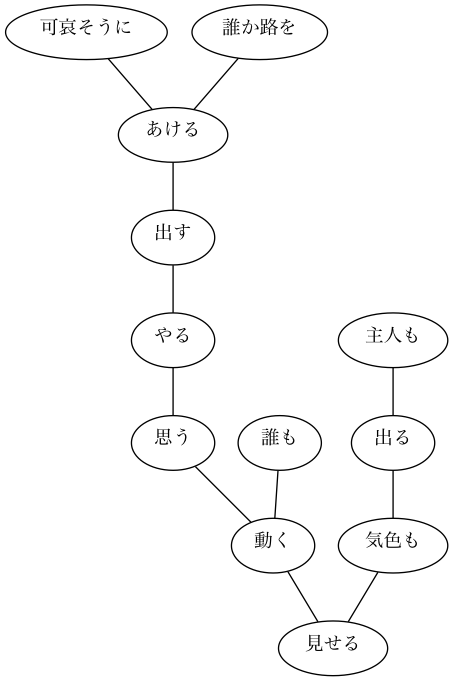 可哀そうに
誰か路を
あける
出す
やる
主人も
思う
誰も
出る
動く
気色も
見せる